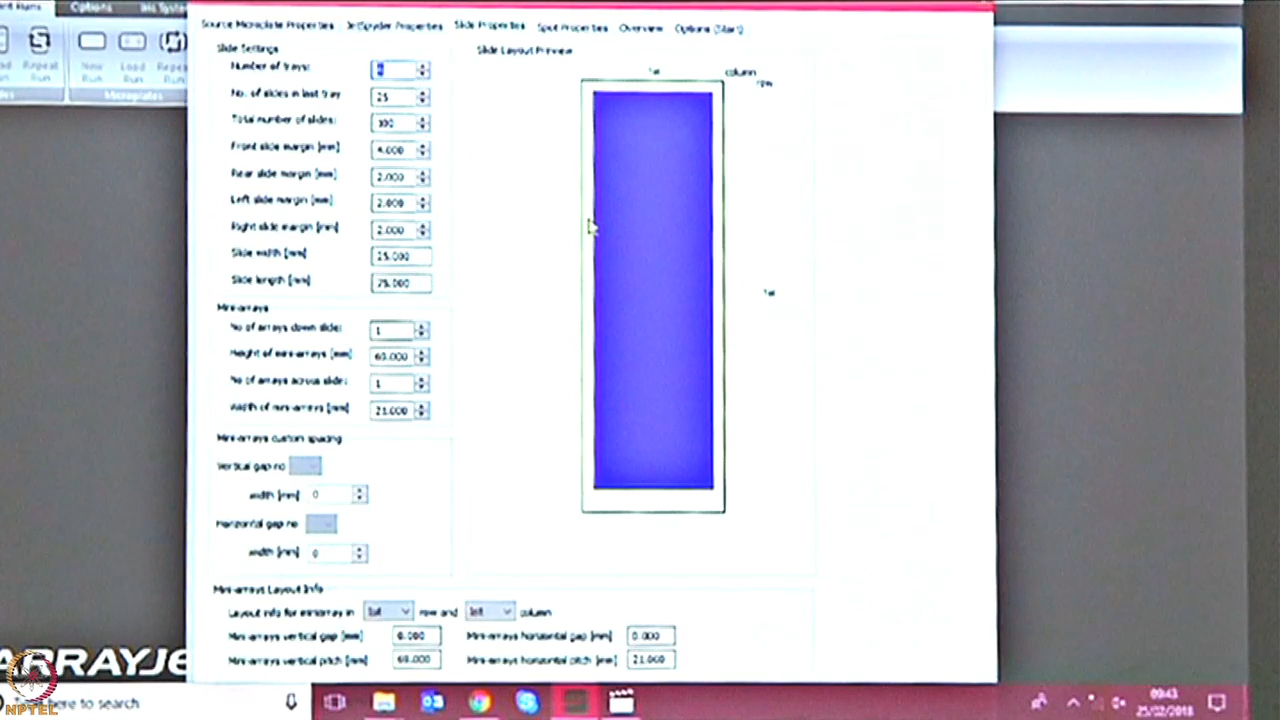 Options
Repeat Run
New Run
Load Run
Microplates
Source Microplate Properties
JetSpyder Properties
Slide Properties
Spot Properties
Overview
Options (Start)
Slide Settings
Number of trays:
No. of slides in last tray
25
Total number of slides:
100
Front slide margin [mm]
4.000
Rear slide margin [mm]
2.000
Left slide margin [mm]
2.000
Right slide margin [mm]
2.000
Slide width [mm]
25.000
Slide length [mm]
75.000
Mini-arrays
No of arrays down slide:
1
Height of mini-arrays [mm]
No of arrays across slide:
1
Width of mini-arrays [mm]
21.000
Mini-arrays custom spacing
Vertical gap no
width [mm]
0
Horizontal gap no
width [mm]
0
Slide Layout Preview
1st
column
row
1st
Mini-arrays Layout Info
Layout info for miniarray in
1st
row and
1st
column
Mini-arrays vertical gap [mm]
0.000
Mini-arrays horizontal gap [mm]
0.000
Mini-arrays vertical pitch [mm]
Mini-arrays horizontal pitch [mm]
21.000
ARRAYJE
here to search
NPTEL
09:43
25/02/2018